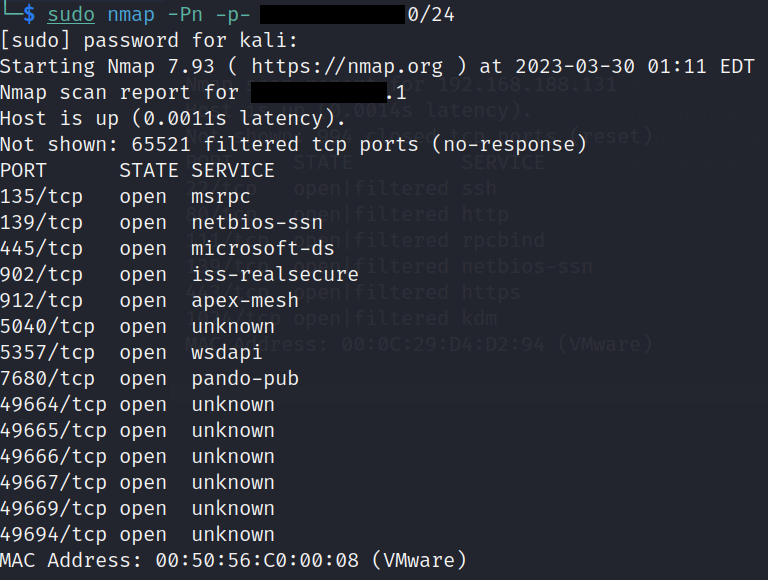 └─$ sudo nmap -Pn -p- 0/24
[sudo] password for kali:
Starting Nmap 7.93 ( https://nmap.org ) at 2023-03-30 01:11 EDT
Nmap scan report for .1
Host is up (0.0011s latency).
Not shown: 65521 filtered tcp ports (no-response)
PORT STATE SERVICE
135/tcp open msrpc
139/tcp open netbios-ssn
445/tcp open microsoft-ds
902/tcp open iss-realsecure
912/tcp open apex-mesh
5040/tcp open unknown
5357/tcp open wsdapi
7680/tcp open pando-pub
49664/tcp open unknown
49665/tcp open unknown
49666/tcp open unknown
49667/tcp open unknown
49669/tcp open unknown
49694/tcp open unknown
MAC Address: 00:50:56:C0:00:08 (VMware)